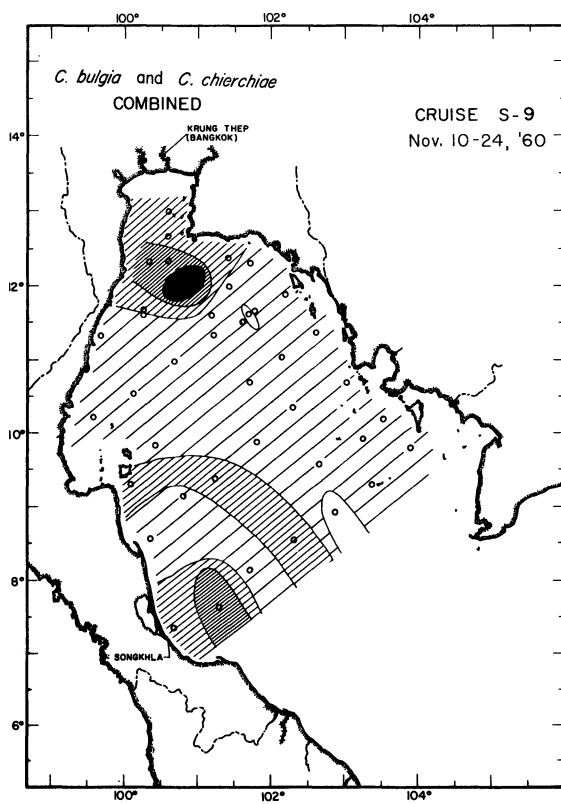 100° 102° 104°
C. bulgia and C. chierchiae
COMBINED
KRUNG THEP
(BANGKOK)
CRUISE S-9
Nov. 10-24, '60
14°
12°
10°
8°
SONGKHLA
6°
100° 102° 104°